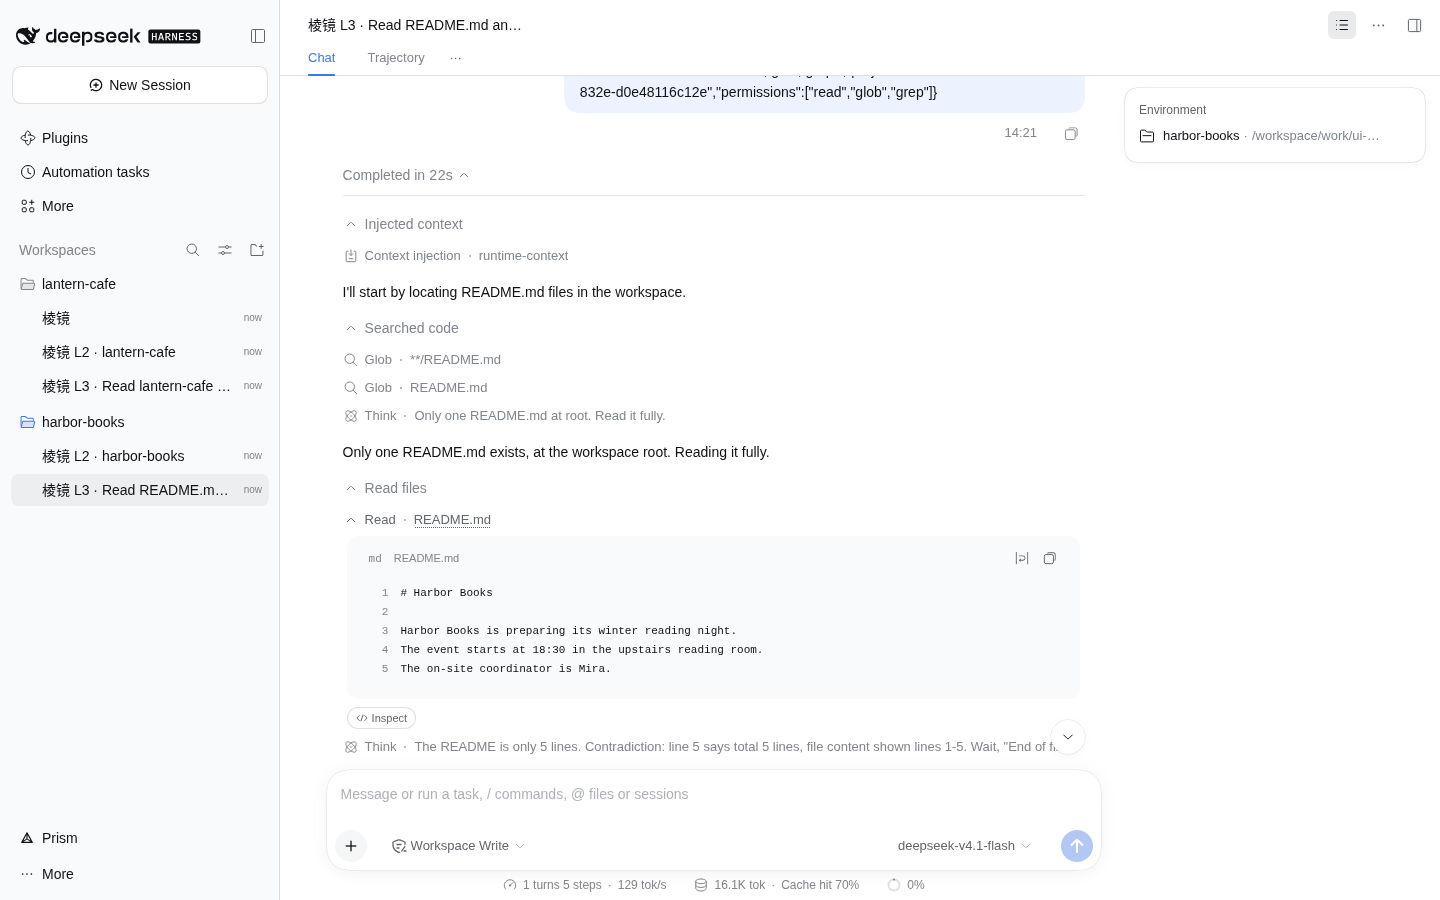 deepseek HARNESS
New Session
Plugins
Automation tasks
More
Workspaces
lantern-cafe
棱镜 now
棱镜 L2 · lantern-cafe now
棱镜 L3 · Read lantern-cafe … now
harbor-books
棱镜 L2 · harbor-books now
棱镜 L3 · Read README.m… now
Prism
More
棱镜 L3 · Read README.md an…
Chat Trajectory
832e-d0e48116c12e","permissions":["read","glob","grep"]}
14:21
Completed in 22s
Injected context
Context injection · runtime-context
I'll start by locating README.md files in the workspace.
Searched code
Glob · **/README.md
Glob · README.md
Think · Only one README.md at root. Read it fully.
Only one README.md exists, at the workspace root. Reading it fully.
Read files
Read · README.md
md README.md
1 # Harbor Books
2
3 Harbor Books is preparing its winter reading night.
4 The event starts at 18:30 in the upstairs reading room.
5 The on-site coordinator is Mira.
Inspect
Think · The README is only 5 lines. Contradiction: line 5 says total 5 lines, file content shown lines 1-5. Wait, "End of
Message or run a task, / commands, @ files or sessions
Workspace Write
deepseek-v4.1-flash
1 turns 5 steps · 129 tok/s 16.1K tok · Cache hit 70% 0%
Environment
harbor-books · /workspace/work/ui-…